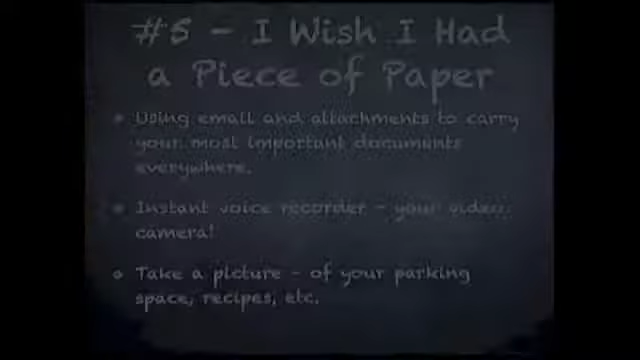 #5 - I Wish I Had
a Piece of Paper
Using email and attachments to carry
your most important documents
everywhere.
Instant voice recorder - your video
camera!
Take a picture - of your parking
space, recipes, etc.